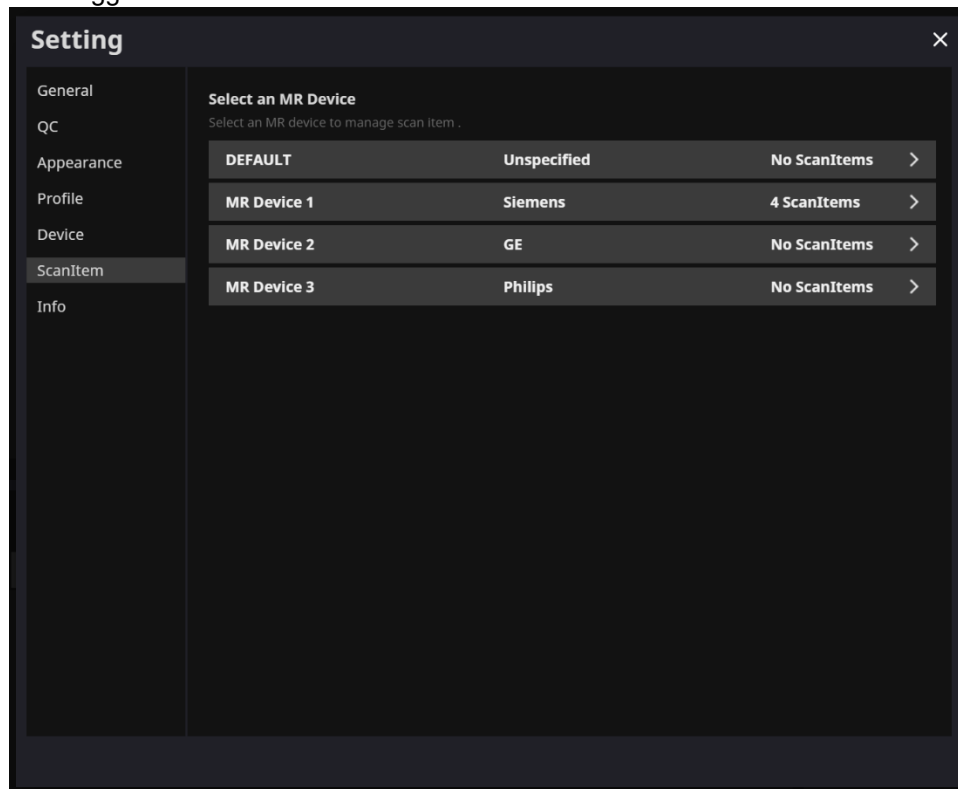 Setting
General
QC
Appearance
Profile
Device
ScanItem
Info
Select an MR Device
Select an MR device to manage scan item .
DEFAULT Unspecified No ScanItems
MR Device 1 Siemens 4 ScanItems
MR Device 2 GE No ScanItems
MR Device 3 Philips No ScanItems